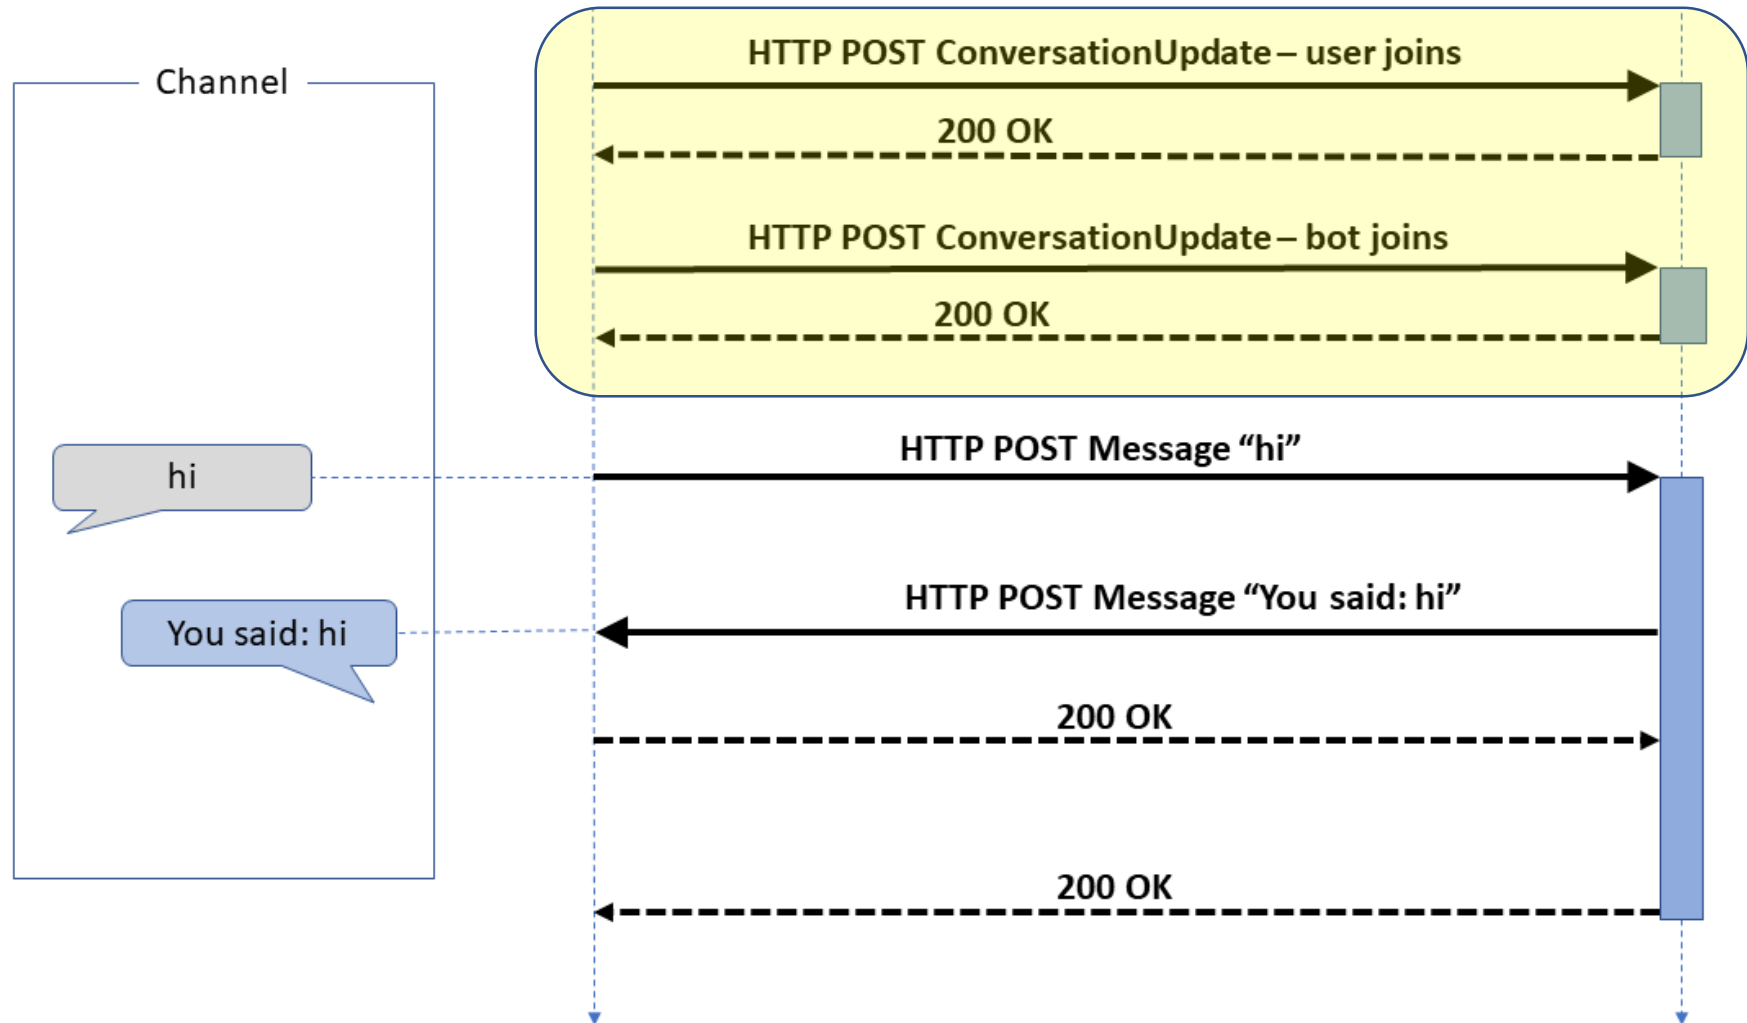 HTTP POST ConversationUpdate – user joins
Channel
200 OK
HTTP POST ConversationUpdate – bot joins
200 OK
HTTP POST Message “hi”
hi
HTTP POST Message “You said: hi”
You said: hi
200 OK
200 OK